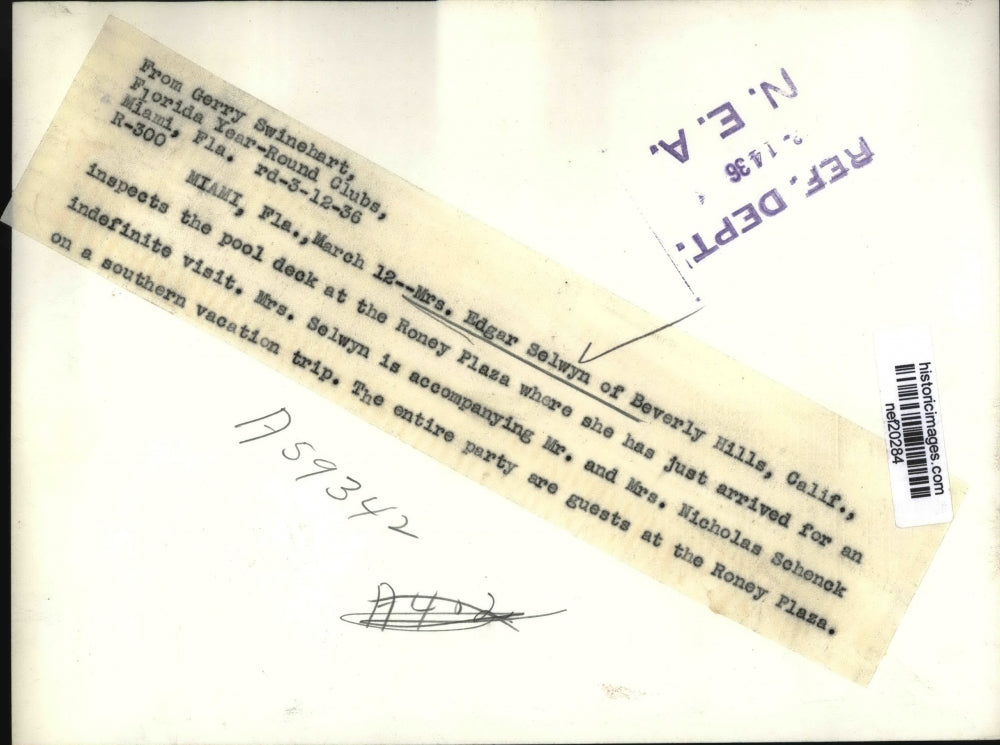 From Gerry Swinehart,
Florida Year-Round Clubs,
Miami, Fla. rd-3-12-36
R-300
MIAMI, Fla., March 12--Mrs. Edgar Selwyn of Beverly Hills, Calif.,
inspects the pool deck at the Roney Plaza where she has just arrived for an
indefinite visit. Mrs. Selwyn is accompanying Mr. and Mrs. Nicholas Schenck
on a southern vacation trip. The entire party are guests at the Roney Plaza.
REF. DEPT.
14 36
N. E. A.
A59342
A402
historicimages.com
nef20284